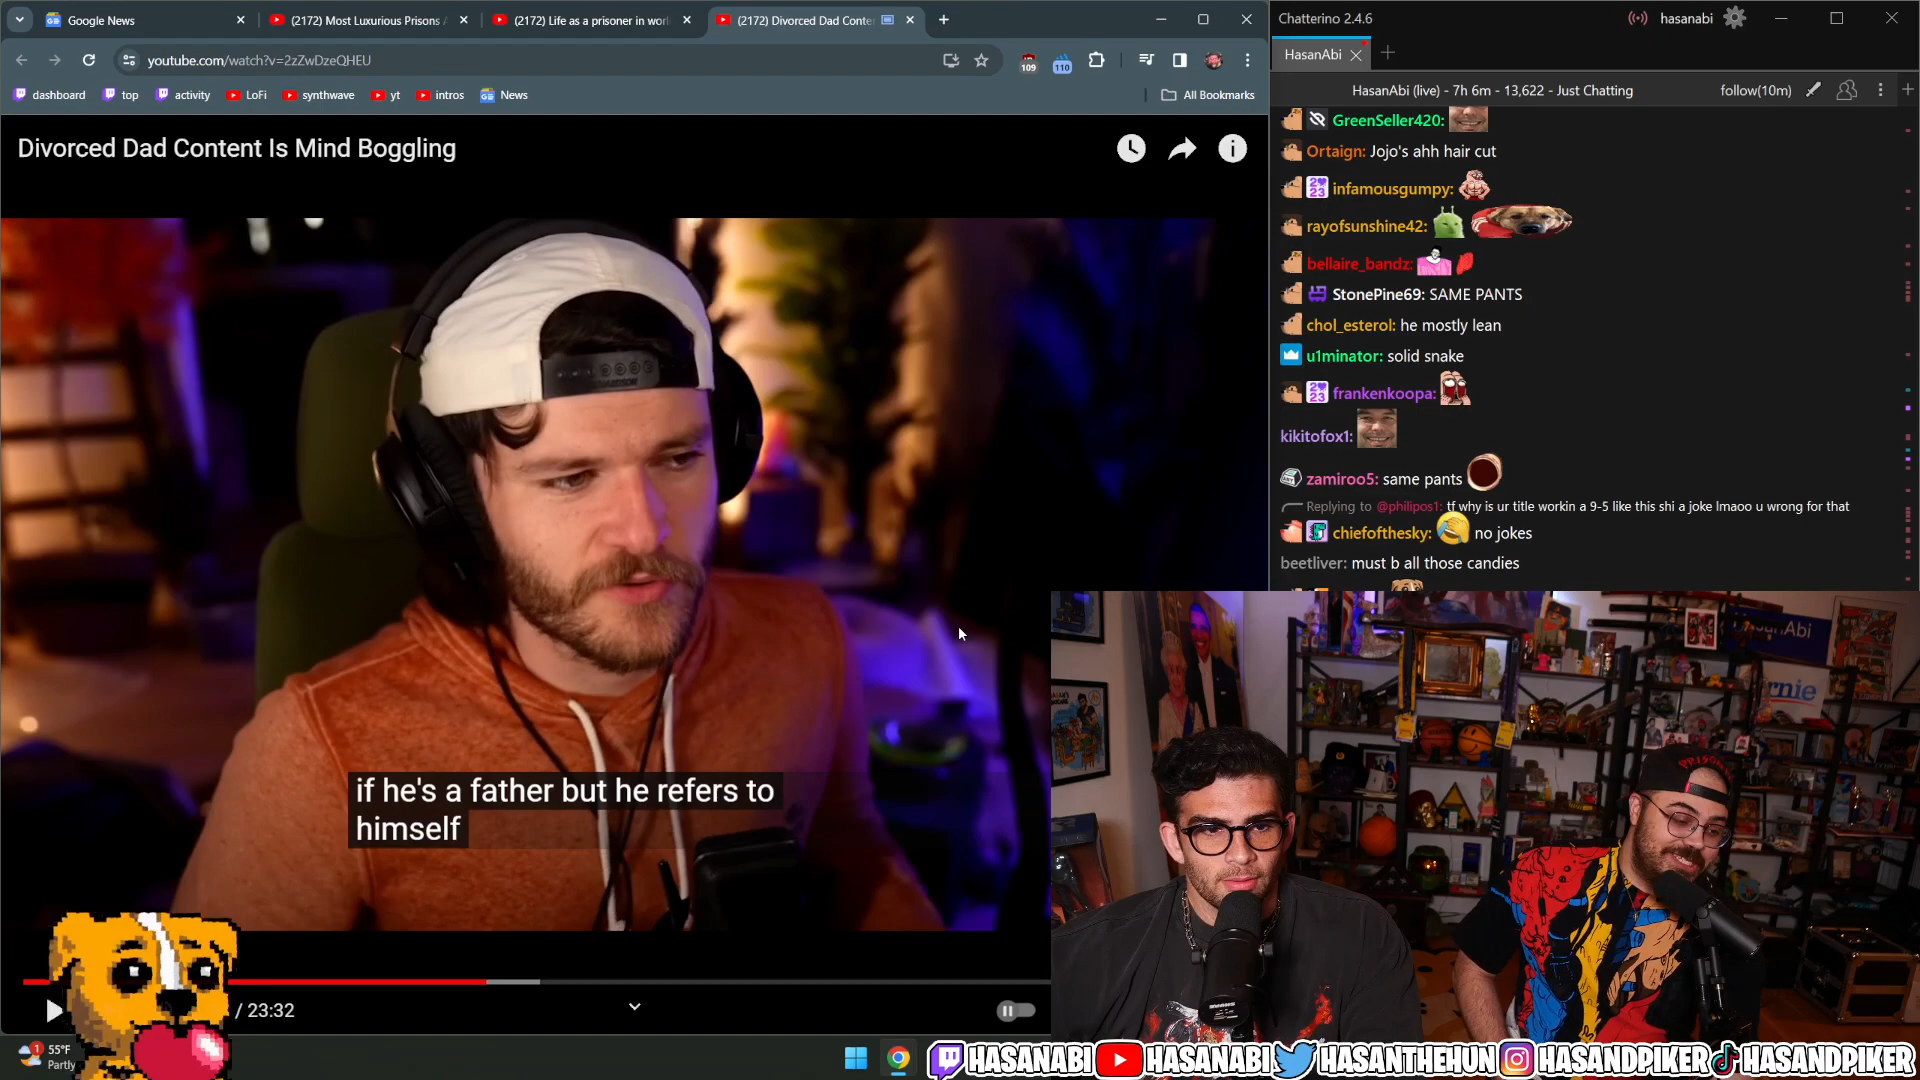 Google News
(2172) Most Luxurious Prisons
(2172) Life as a prisoner in wor
(2172) Divorced Dad Conte
youtube.com/watch?v=2zZwDzeQHEU
109
110
dashboard
top
activity
LoFi
synthwave
yt
intros
News
All Bookmarks
Divorced Dad Content Is Mind Boggling
if he's a father but he refers to
himself
/ 23:32
1
55°F
Partly
Chatterino 2.4.6
hasanabi
HasanAbi
HasanAbi (live) - 7h 6m - 13,622 - Just Chatting
follow(10m)
GreenSeller420:
Ortaign: Jojo's ahh hair cut
infamousgumpy:
rayofsunshine42:
bellaire_bandz:
StonePine69: SAME PANTS
chol_esterol: he mostly lean
u1minator: solid snake
frankenkoopa:
kikitofox1:
zamiroo5: same pants
Replying to @philipos1: tf why is ur title workin a 9-5 like this shi a joke lmaoo u wrong for that
chiefofthesky: no jokes
beetliver: must b all those candies
HASANABI
HASANABI
HASANTHEHUN
HASANDPIKER
HASANDPIKER